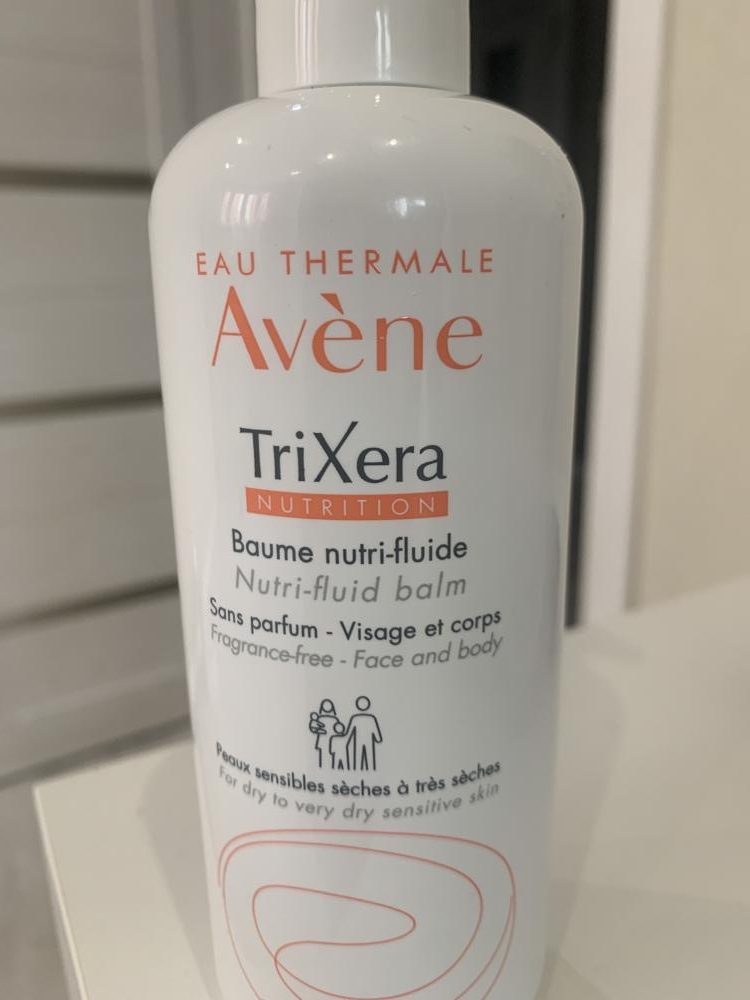 EAU THERMALE
Avène
TriXera
NUTRITION
Baume nutri-fluide
Nutri-fluid balm
Sans parfum - Visage et corps
Fragrance-free - Face and body
Peaux sensibles sèches à très sèches
For dry to very dry sensitive skin